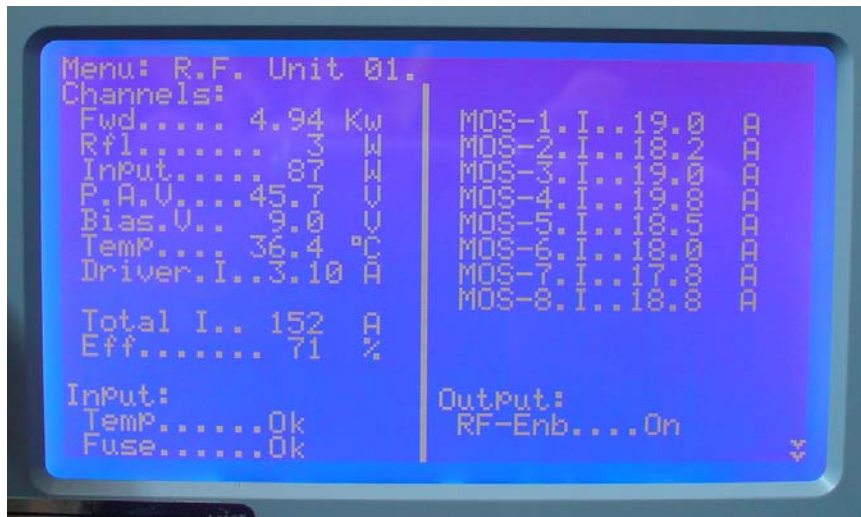 Menu: R.F. Unit 01.
Channels:
Fwd..... 4.94 Kw
Rfl....... 3 W
Input..... 87 W
P.A.V....45.7 V
Bias.V.. 9.0 V
Temp.... 36.4 °C
Driver.I..3.10 A
Total I.. 152 A
Eff....... 71 %
Input:
Temp......Ok
Fuse......Ok
MOS-1.I..19.0 A
MOS-2.I..18.2 A
MOS-3.I..19.0 A
MOS-4.I..19.8 A
MOS-5.I..18.5 A
MOS-6.I..18.0 A
MOS-7.I..17.8 A
MOS-8.I..18.8 A
Output:
RF-Enb....On